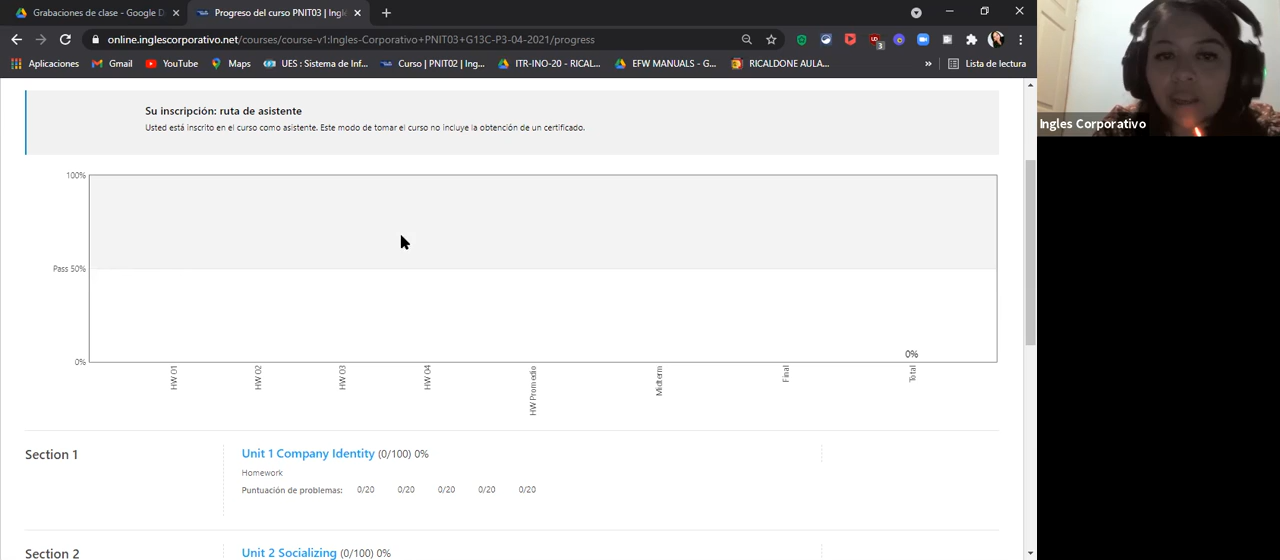 Grabaciones de clase - Google D
Progreso del curso PNIT03 | Ingl
online.inglescorporativo.net/courses/course-v1:Ingles-Corporativo+PNIT03+G13C-P3-04-2021/progress
3
Aplicaciones
Gmail
YouTube
Maps
UES : Sistema de Inf...
Curso | PNIT02 | Ing...
ITR-INO-20 - RICAL...
EFW MANUALS - G...
RICALDONE AULA...
»
Lista de lectura
Ingles Corporativo
Su inscripción: ruta de asistente
Usted está inscrito en el curso como asistente. Este modo de tomar el curso no incluye la obtención de un certificado.
100%
Pass 50%
0%
0%
HW 01
HW 02
HW 03
HW 04
HW Promedio
Midterm
Final
Total
Section 1
Unit 1 Company Identity (0/100) 0%
Homework
Puntuación de problemas: 0/20 0/20 0/20 0/20 0/20
Section 2
Unit 2 Socializing (0/100) 0%